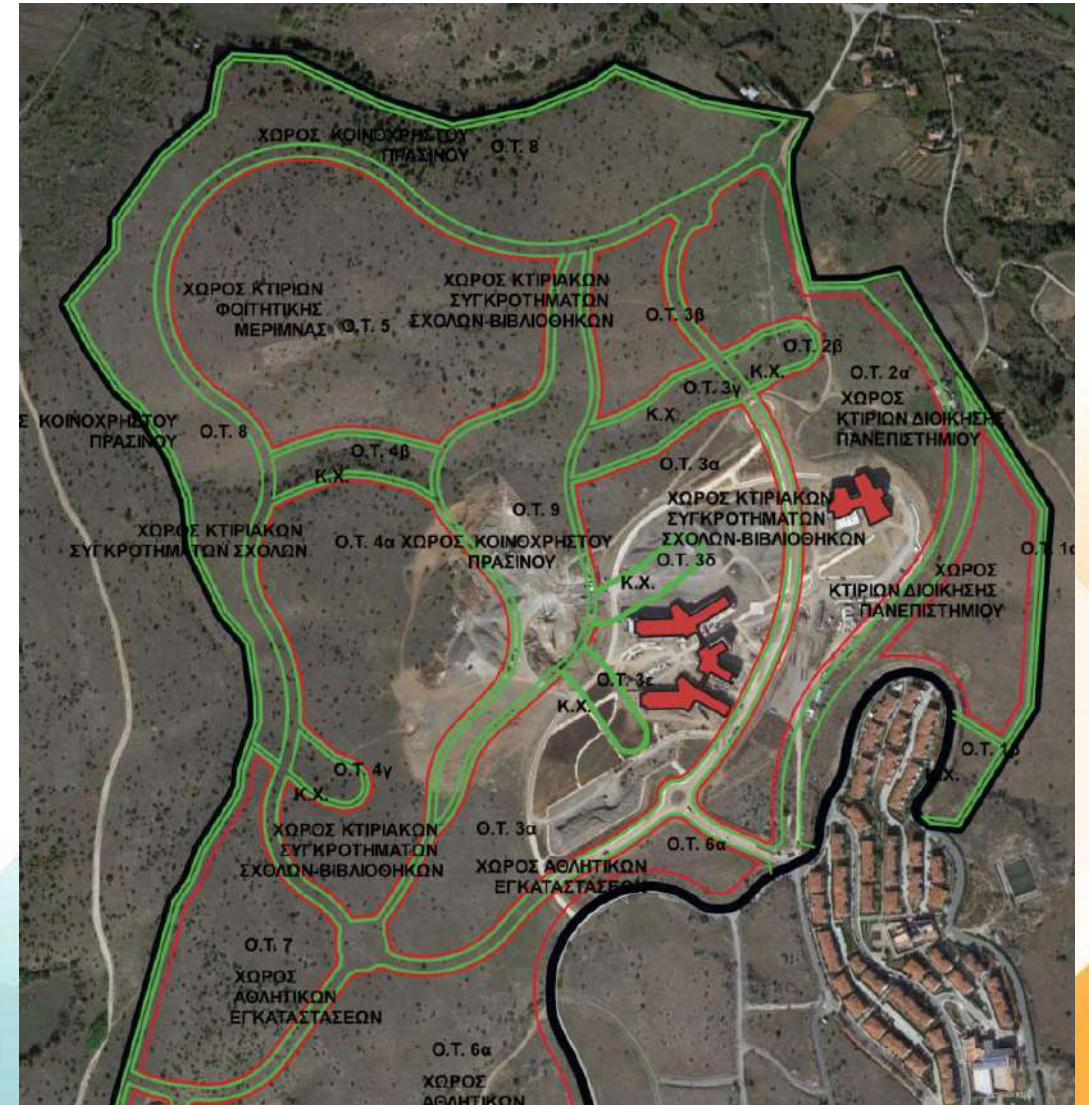 ΧΩΡΟΣ ΚΟΙΝΟΧΡΗΣΤΟΥ
ΠΡΑΣΙΝΟΥ
Ο.Τ. 8
ΧΩΡΟΣ ΚΤΙΡΙΩΝ
ΦΟΙΤΗΤΙΚΗΣ
ΜΕΡΙΜΝΑΣ
Ο.Τ. 5
ΧΩΡΟΣ ΚΤΙΡΙΑΚΩΝ
ΣΥΓΚΡΟΤΗΜΑΤΩΝ
ΣΧΟΛΩΝ-ΒΙΒΛΙΟΘΗΚΩΝ
Ο.Τ. 3β
Ο.Τ. 2β
Κ.Χ.
Ο.Τ. 3γ
Κ.Χ.
Ο.Τ. 2α
ΧΩΡΟΣ
ΚΤΙΡΙΩΝ ΔΙΟΙΚΗΣΗΣ
ΠΑΝΕΠΙΣΤΗΜΙΟΥ
Σ ΚΟΙΝΟΧΡΗΣΤΟΥ
ΠΡΑΣΙΝΟΥ
Ο.Τ. 8
Ο.Τ. 4β
Κ.Χ.
Ο.Τ. 3α
ΧΩΡΟΣ ΚΤΙΡΙΑΚΩΝ
ΣΥΓΚΡΟΤΗΜΑΤΩΝ
ΣΧΟΛΩΝ-ΒΙΒΛΙΟΘΗΚΩΝ
Ο.Τ. 9
ΧΩΡΟΣ ΚΟΙΝΟΧΡΗΣΤΟΥ
ΠΡΑΣΙΝΟΥ
ΧΩΡΟΣ ΚΤΙΡΙΑΚΩΝ
ΣΥΓΚΡΟΤΗΜΑΤΩΝ ΣΧΟΛΩΝ
Ο.Τ. 4α
Ο.Τ. 3δ
Κ.Χ.
ΧΩΡΟΣ
ΚΤΙΡΙΩΝ ΔΙΟΙΚΗΣΗΣ
ΠΑΝΕΠΙΣΤΗΜΙΟΥ
Ο.Τ. 1α
Ο.Τ. 3ε
Κ.Χ.
Ο.Τ. 1β
Κ.Χ.
Ο.Τ. 4γ
Κ.Χ.
ΧΩΡΟΣ ΚΤΙΡΙΑΚΩΝ
ΣΥΓΚΡΟΤΗΜΑΤΩΝ
ΣΧΟΛΩΝ-ΒΙΒΛΙΟΘΗΚΩΝ
Ο.Τ. 3α
Ο.Τ. 6α
ΧΩΡΟΣ ΑΘΛΗΤΙΚΩΝ
ΕΓΚΑΤΑΣΤΑΣΕΩΝ
Ο.Τ. 7
ΧΩΡΟΣ
ΑΘΛΗΤΙΚΩΝ
ΕΓΚΑΤΑΣΤΑΣΕΩΝ
Ο.Τ. 6α
ΧΩΡΟΣ
ΑΘΛΗΤΙΚΩΝ